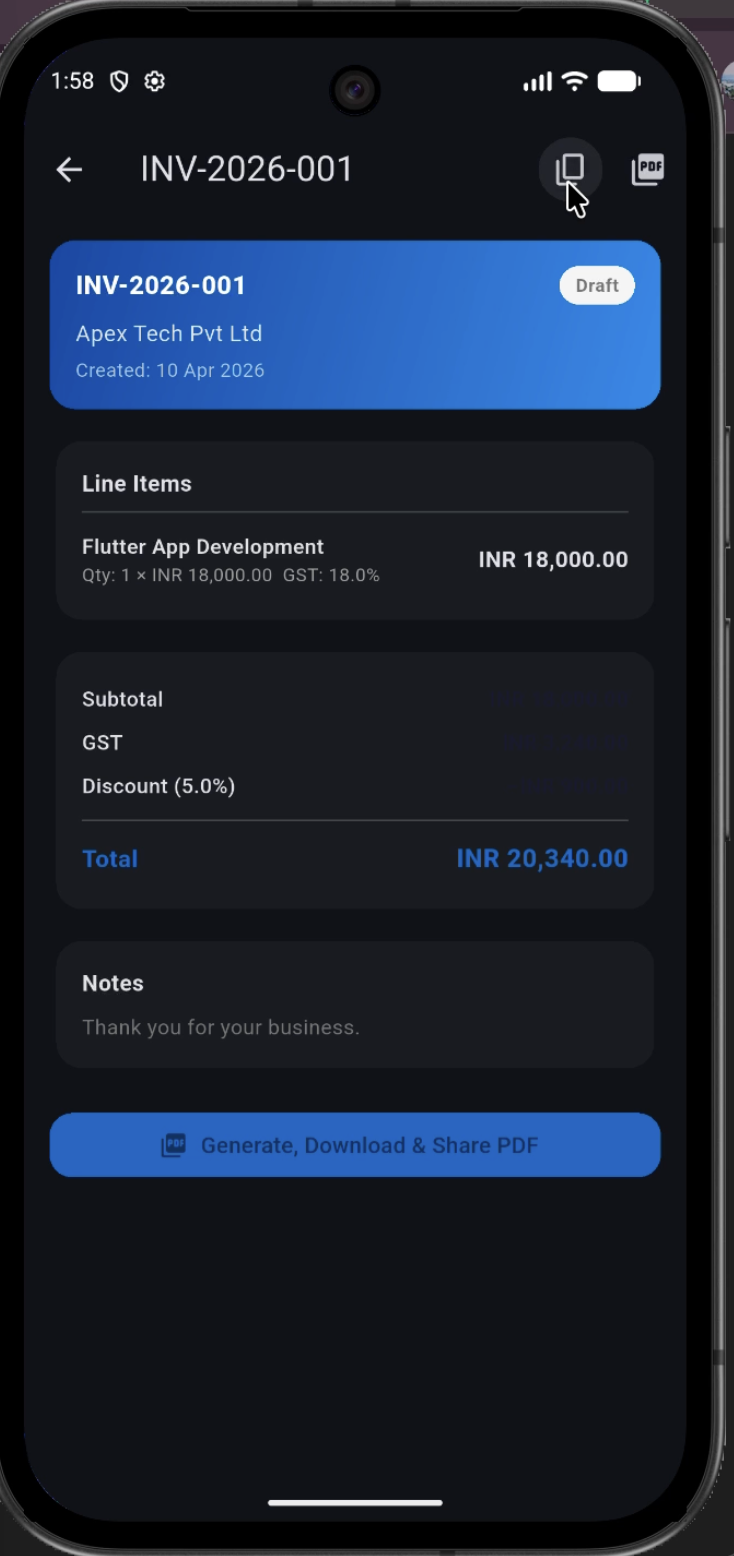 1:58
INV-2026-001
PDF
INV-2026-001
Draft
Apex Tech Pvt Ltd
Created: 10 Apr 2026
Line Items
Flutter App Development
INR 18,000.00
Qty: 1 × INR 18,000.00 GST: 18.0%
Subtotal
GST
Discount (5.0%)
Total
INR 20,340.00
Notes
Thank you for your business.
PDF
Generate, Download & Share PDF